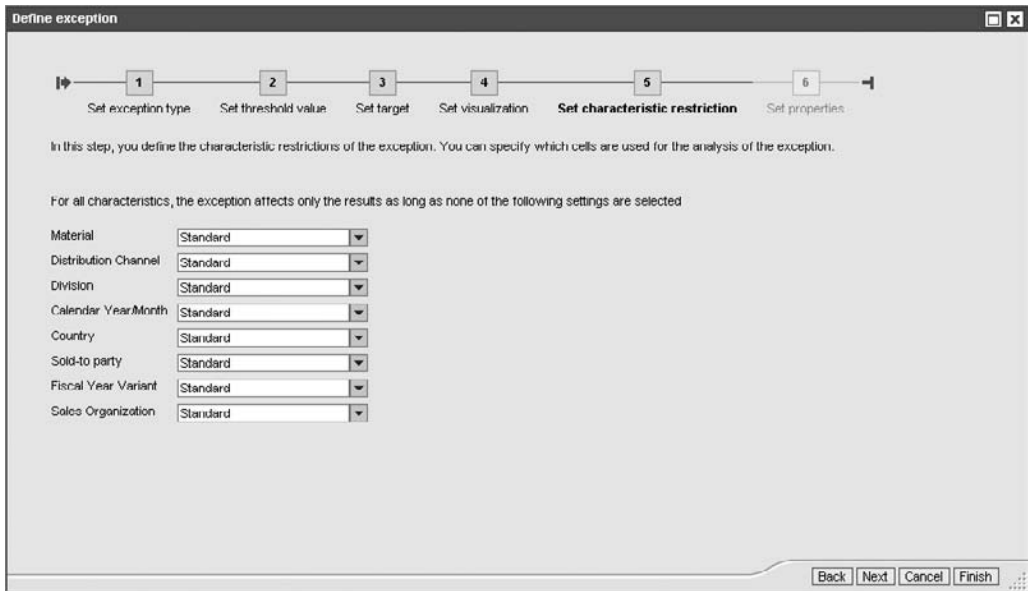 Define exception
1 2 3 4 5 6
Set exception type Set threshold value Set target Set visualization Set characteristic restriction Set properties
In this step, you define the characteristic restrictions of the exception. You can specify which cells are used for the analysis of the exception.
For all characteristics, the exception affects only the results as long as none of the following settings are selected
Material Standard
Distribution Channel Standard
Division Standard
Calendar Year/Month Standard
Country Standard
Sold-to party Standard
Fiscal Year Variant Standard
Sales Organization Standard
Back Next Cancel Finish